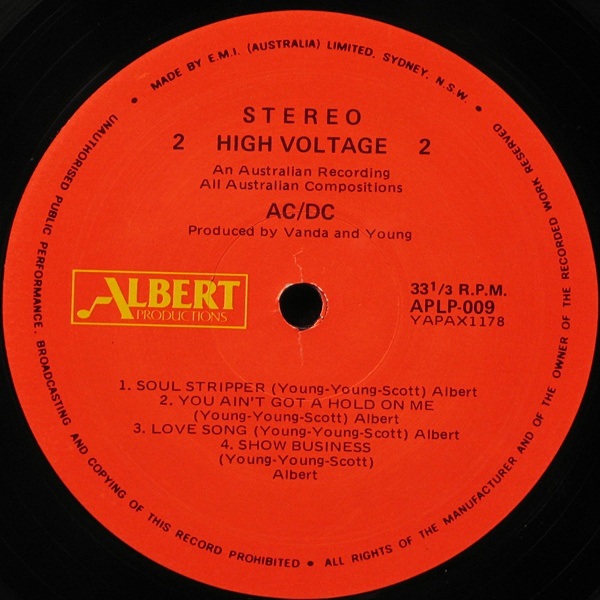 MADE BY E.M.I. (AUSTRALIA) LIMITED. SYDNEY. N.S.W.
STEREO
2 HIGH VOLTAGE 2
An Australian Recording
All Australian Compositions
AC/DC
Produced by Vanda and Young
ALBERT
PRODUCTIONS
33 1/3 R.P.M.
APLP-009
YAPAX1178
1. SOUL STRIPPER (Young-Young-Scott) Albert
2. YOU AIN'T GOT A HOLD ON ME
(Young-Young-Scott) Albert
3. LOVE SONG (Young-Young-Scott) Albert
4. SHOW BUSINESS
(Young-Young-Scott)
Albert
UNAUTHORISED PUBLIC PERFORMANCE. BROADCASTING AND COPYING OF THIS RECORD PROHIBITED • ALL RIGHTS OF THE MANUFACTURER AND OF THE OWNER OF THE RECORDED WORK RESERVED